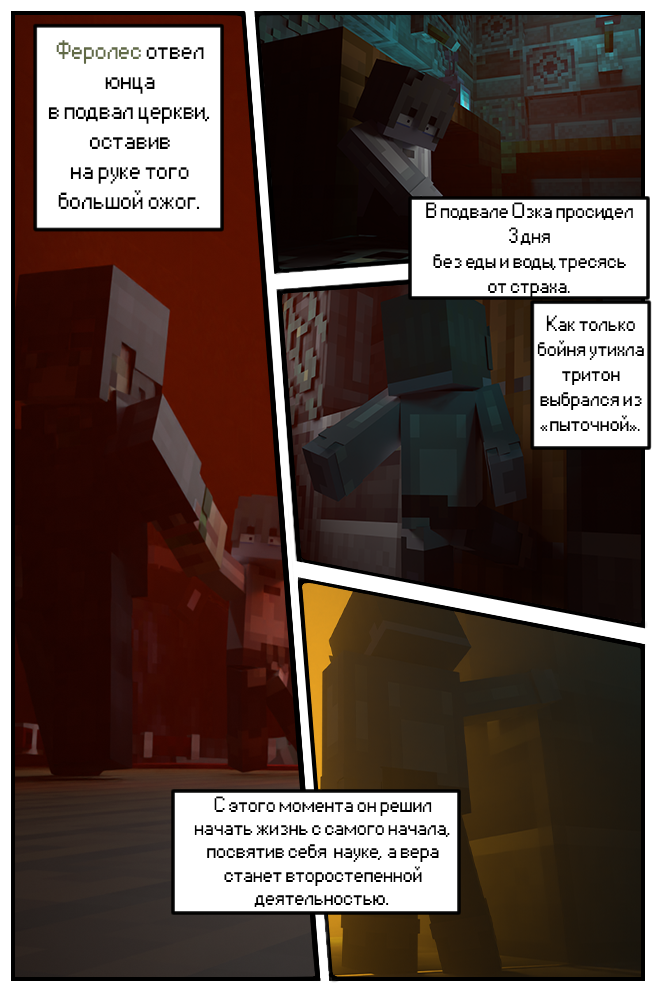 Феролес отвел
юнца
в подвал церкви,
оставив
на руке того
большой ожог.
В подвале Озка просидел
3 дня
без еды и воды, трясясь
от страха.
Как только
бойня утихла
тритон
выбрался из
«пыточной».
С этого момента он решил
начать жизнь с самого начала,
посвятив себя науке, а вера
станет второстепенной
деятельностью.